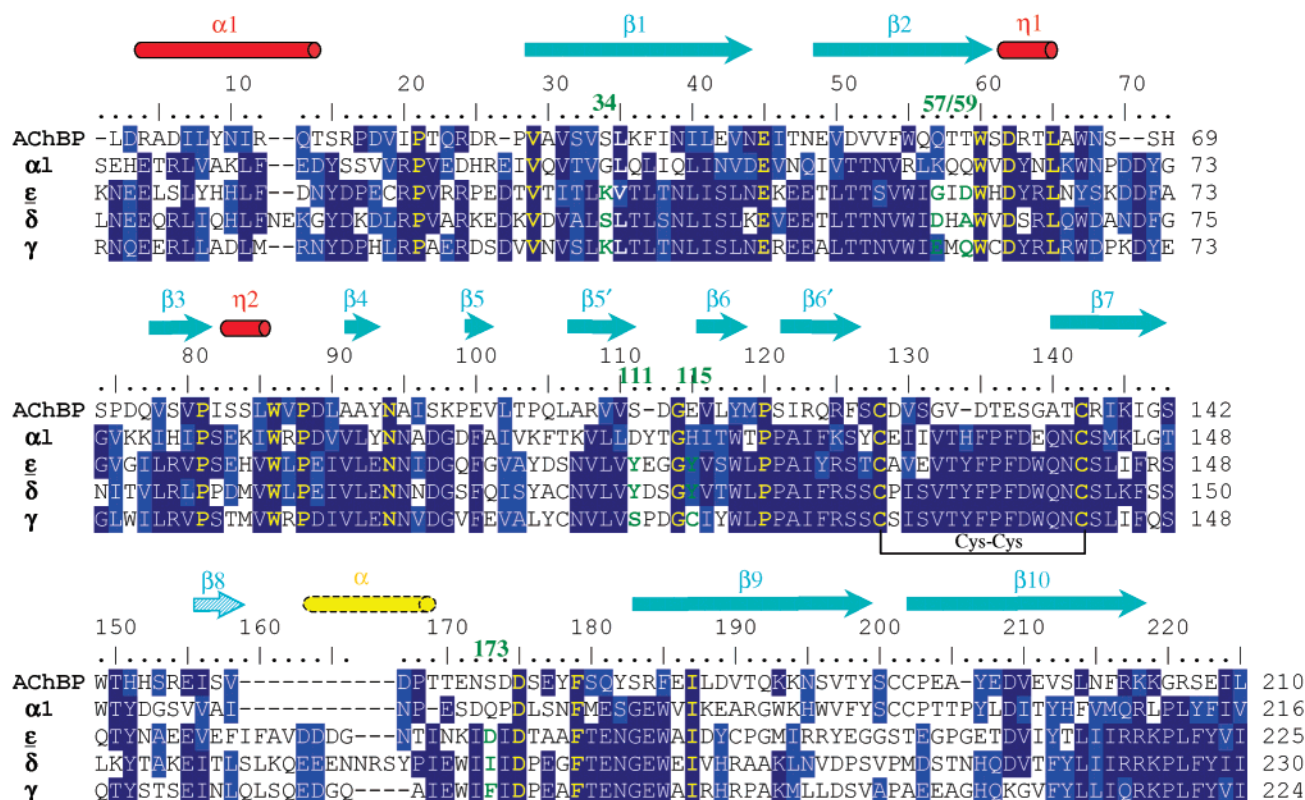 α1 β1 β2 η1
10 20 30 40 50 60 70
34 57/59
AChBP -LDRADILYNIR--QTSRPDVIPTQRDR-PVAVSVSLKFINILEVNEITNEVDVVFWQQTTWSDRTLAWNS--SH 69
α1 SEHETRLVAKLF--EDYSSVVRPVEDHREIVQVTVGLQLIQLINVDEVNQIVTTNVRLKQQWVDYNLKWNPDDYG 73
ε KNEELSLYHHLF--DNYDPECRPVRRPEDTVTITLKVTLTNLISLNEKEETLTTSVWIGIDWHDYRLNYSKDDFA 73
δ LNEEQRLIQHLFNEKGYDKDLRPVARKEDKVDVALSLTLSNLISLKEVEETLTTNVWIDHAWVDSRLQWDANDFG 75
γ RNQEERLLADLM--RNYDPHLRPAERDSDVVNVSLKLTLTNLISLNEREEALTTNVWIEMQWCDYRLRWDPKDYE 73
β3 η2 β4 β5 β5′ β6 β6′ β7
80 90 100 110 120 130 140
111 115
AChBP SPDQVSVPISSLWVPDLAAYNAISKPEVLTPQLARVVS-DGEVLYMPSIRQRFSCDVSGV-DTESGATCRIKIGS 142
α1 GVKKIHIPSEKIWRPDVVLYNNADGDFAIVKFTKVLLDYTGHITWTPPAIFKSYCEIIVTHFPFDEQNCSMKLGT 148
ε GVGILRVPSEHVWLPEIVLENNIDGQFGVAYDSNVLVYEGGYVSWLPPAIYRSTCAVEVTYFPFDWQNCSLIFRS 148
δ NITVLRLPPDMVWLPEIVLENNNDGSFQISYACNVLVYDSGYVTWLPPAIFRSSCPISVTYFPFDWQNCSLKFSS 150
γ GLWILRVPSTMVWRPDIVLENNVDGVFEVALYCNVLVSPDGCIYWLPPAIFRSSCSISVTYFPFDWQNCSLIFQS 148
Cys-Cys
β8 α β9 β10
150 160 170 180 190 200 210 220
173
AChBP WTHHSREISV-----------DPTTENSDDSEYFSQYSRFEILDVTQKKNSVTYSCCPEA-YEDVEVSLNFRKKGRSEIL 210
α1 WTYDGSVVAI-----------NP-ESDQPDLSNFMESGEWVIKEARGWKHWVFYSCCPTTPYLDITYHFVMQRLPLYFIV 216
ε QTYNAEEVEFIFAVDDDG----NTINKIDIDTAAFTENGEWAIDYCPGMIRRYEGGSTEGPGETDVIYTLIIRRKPLFYVI 225
δ LKYTAKEITLSLKQEEENNRSYPIEWIIIDPEGFTENGEWEIVHRAAKLNVDPSVPMDSTNHQDVTFYLIIRRKPLFYII 230
γ QTYSTSEINLQLSQEDGQ----AIEWIFIDPEAFTENGEWAIRHRPAKMLLDSVAPAEEAGHQKGVFYLLIQRKPLFYVI 224